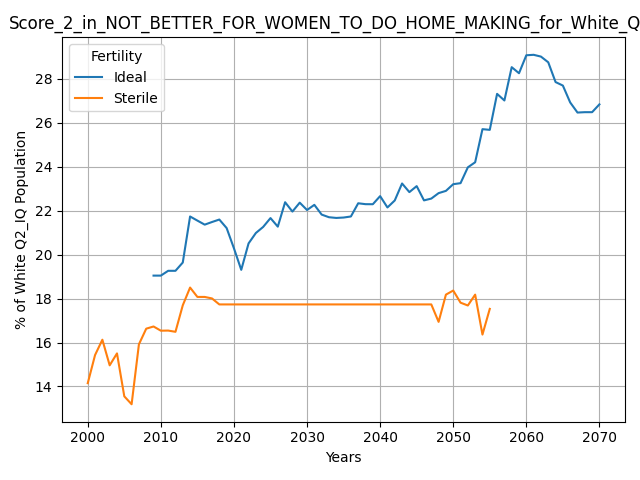 Score_2_in_NOT_BETTER_FOR_WOMEN_TO_DO_HOME_MAKING_for_White_Q
Fertility
Ideal
Sterile
% of White Q2_IQ Population
28
26
24
22
20
18
16
14
2000 2010 2020 2030 2040 2050 2060 2070
Years